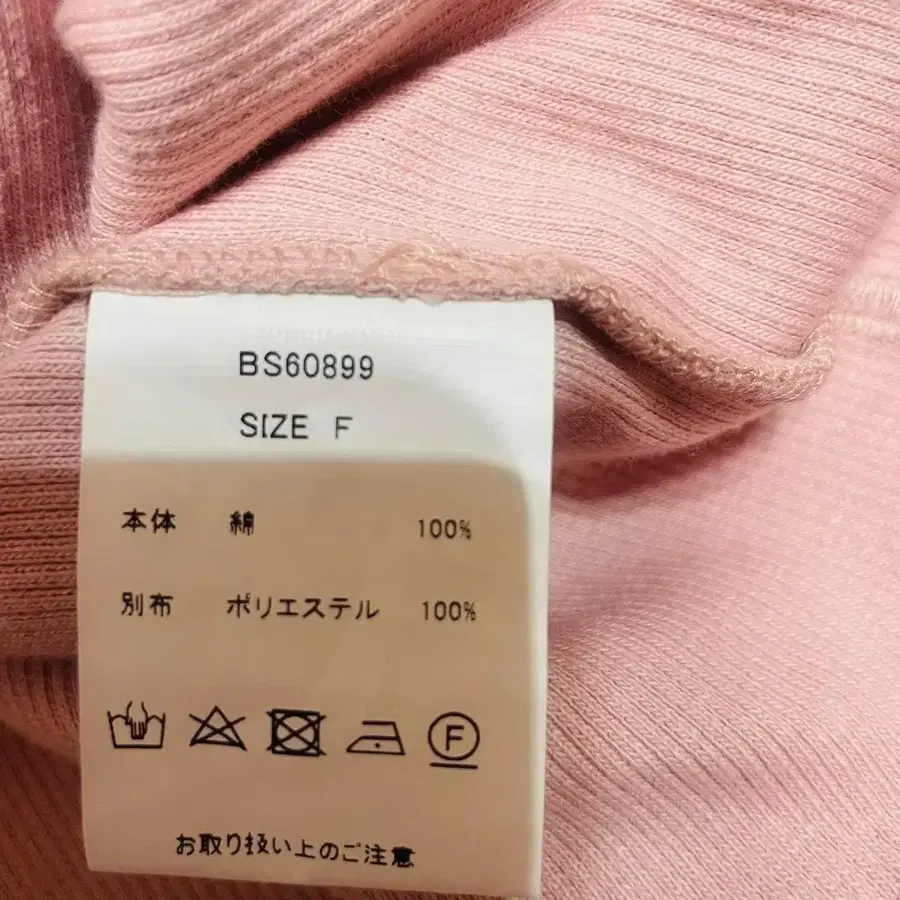 BS60899
SIZE F
本体 綿 100%
別布 ポリエステル 100%
F
お取り扱い上のご注意